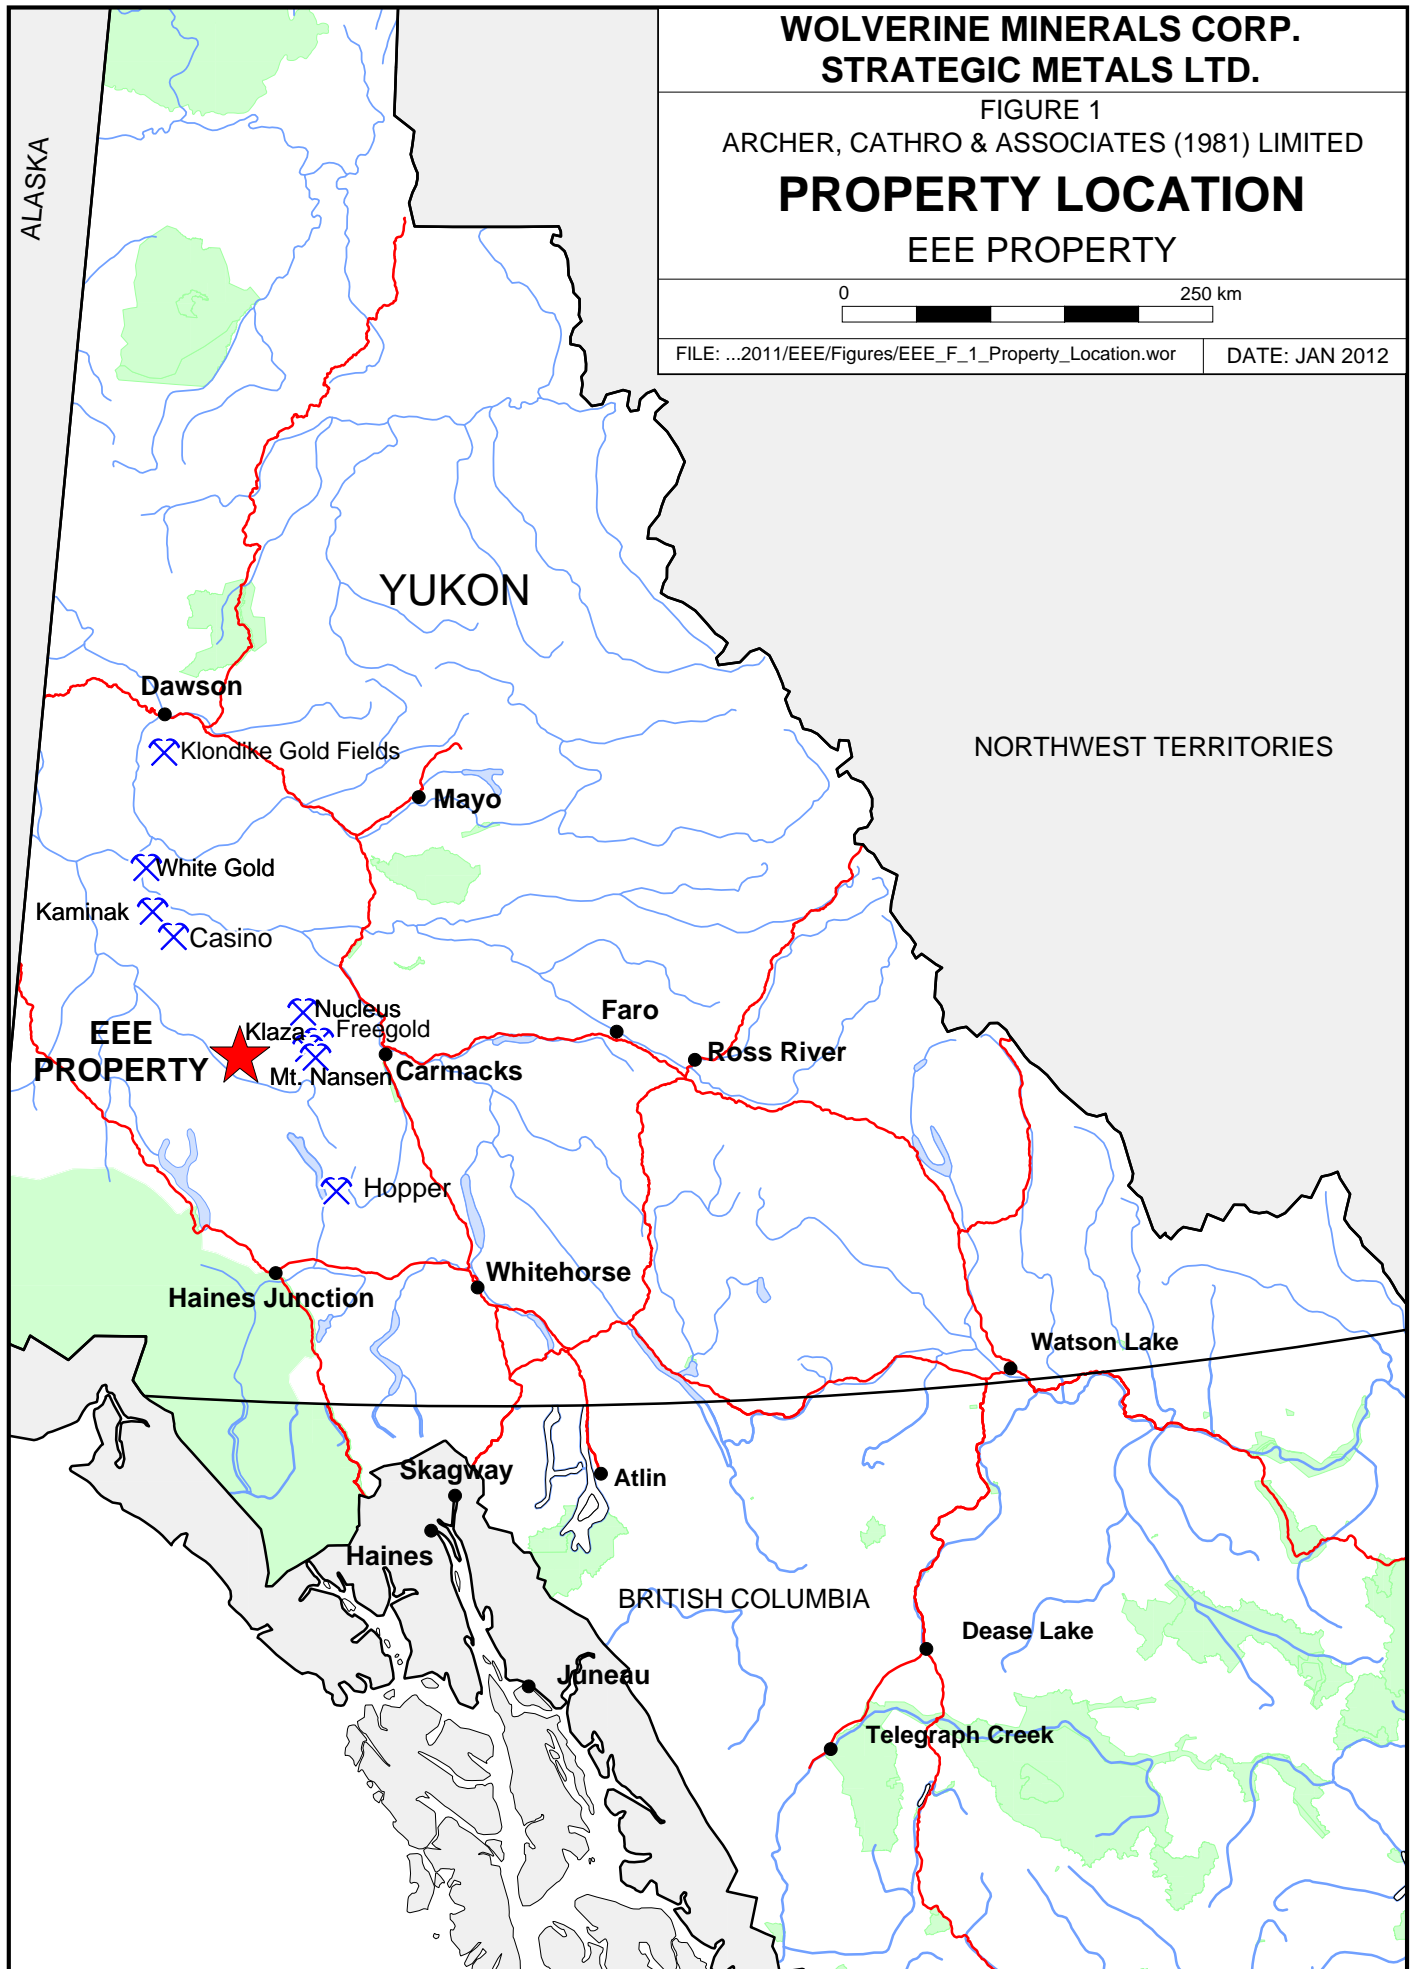 WOLVERINE MINERALS CORP.
STRATEGIC METALS LTD.
FIGURE 1
ARCHER, CATHRO & ASSOCIATES (1981) LIMITED
PROPERTY LOCATION
EEE PROPERTY
0 250 km
FILE: ...2011/EEE/Figures/EEE_F_1_Property_Location.wor
DATE: JAN 2012
ALASKA
YUKON
Dawson
Klondike Gold Fields
NORTHWEST TERRITORIES
Mayo
White Gold
Kaminak
Casino
Nucleus
Klaza
Freegold
EEE
PROPERTY
Mt. Nansen
Carmacks
Faro
Ross River
Hopper
Whitehorse
Haines Junction
Watson Lake
Skagway
Atlin
Haines
BRITISH COLUMBIA
Dease Lake
Juneau
Telegraph Creek